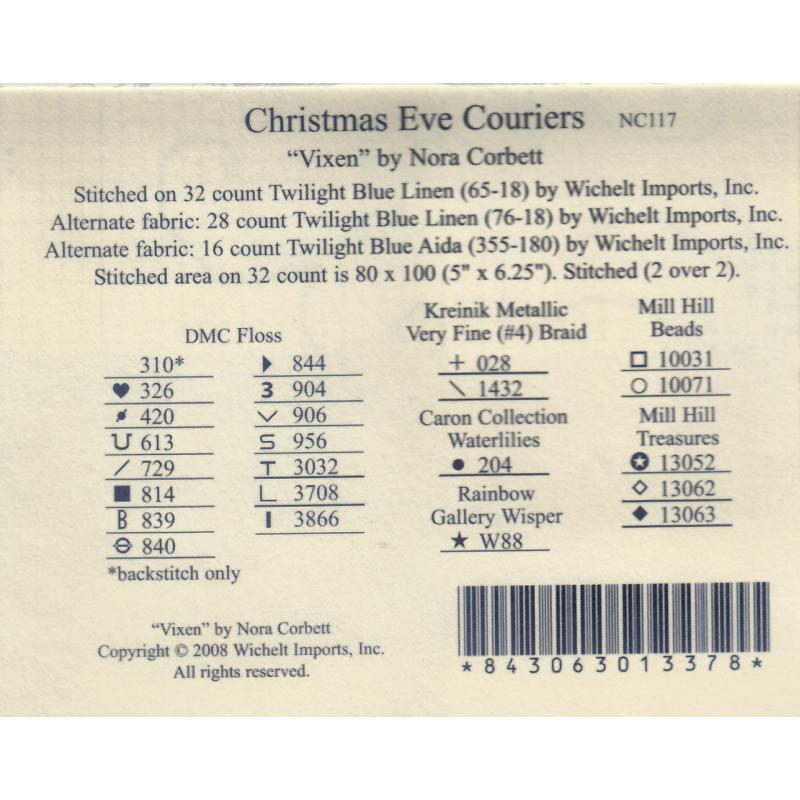 Christmas Eve Couriers NC117
“Vixen” by Nora Corbett
Stitched on 32 count Twilight Blue Linen (65-18) by Wichelt Imports, Inc.
Alternate fabric: 28 count Twilight Blue Linen (76-18) by Wichelt Imports, Inc.
Alternate fabric: 16 count Twilight Blue Aida (355-180) by Wichelt Imports, Inc.
Stitched area on 32 count is 80 x 100 (5" x 6.25"). Stitched (2 over 2).
DMC Floss
310*
326
420
613
729
814
839
840
*backstitch only
844
904
906
956
3032
3708
3866
Kreinik Metallic
Very Fine (#4) Braid
028
1432
Caron Collection
Waterlilies
204
Rainbow
Gallery Wisper
W88
Mill Hill
Beads
10031
10071
Mill Hill
Treasures
13052
13062
13063
“Vixen” by Nora Corbett
Copyright © 2008 Wichelt Imports, Inc.
All rights reserved.
*843063013378*